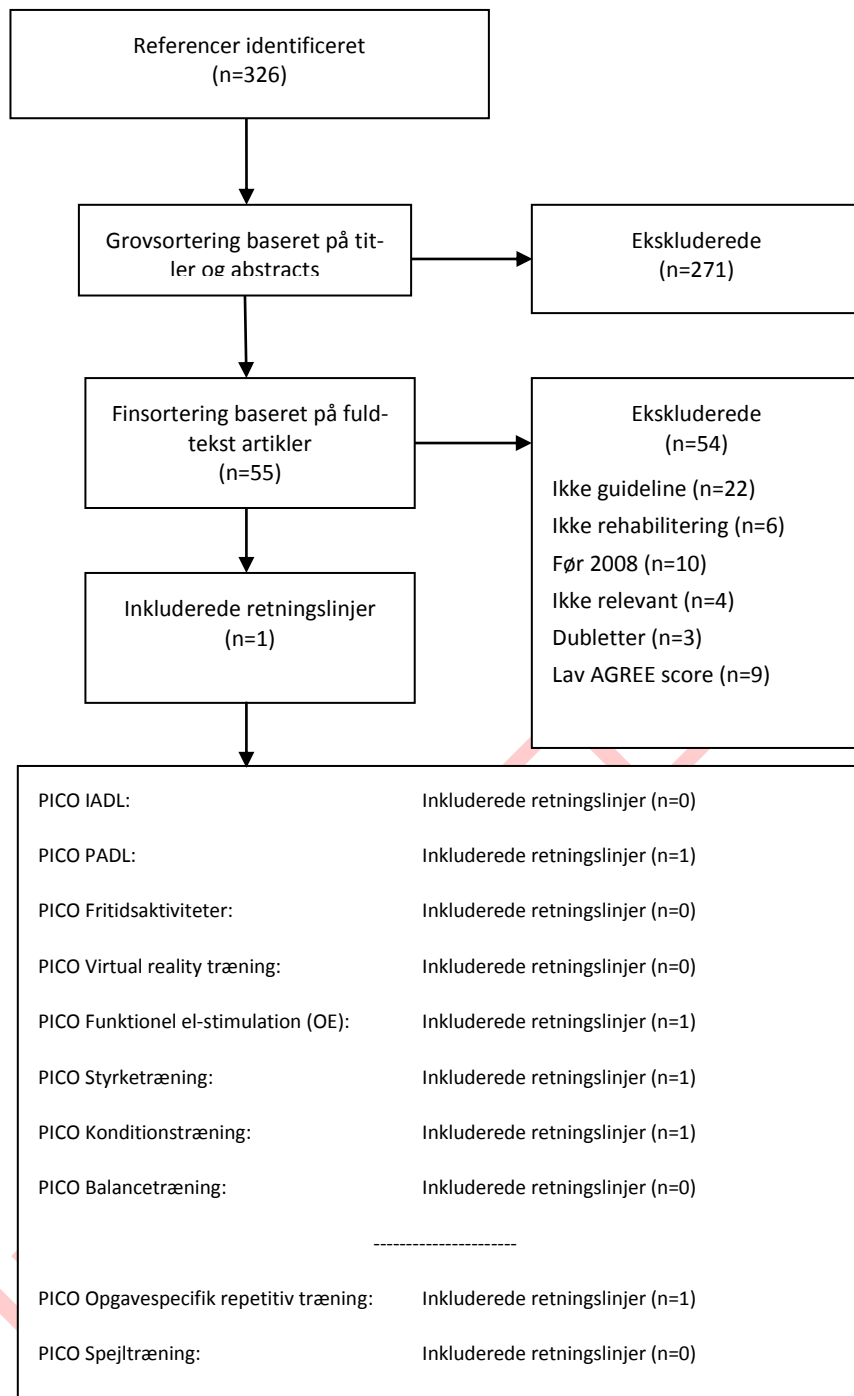 Referencer identificeret
(n=326)
Grovsortering baseret på tit-
ler og abstracts
Ekskluderede
(n=271)
Finsortering baseret på fuld-
tekst artikler
(n=55)
Ekskluderede
(n=54)
Ikke guideline (n=22)
Ikke rehabilitering (n=6)
Før 2008 (n=10)
Ikke relevant (n=4)
Dubletter (n=3)
Lav AGREE score (n=9)
Inkluderede retningslinjer
(n=1)
PICO IADL: Inkluderede retningslinjer (n=0)
PICO PADL: Inkluderede retningslinjer (n=1)
PICO Fritidsaktiviteter: Inkluderede retningslinjer (n=0)
PICO Virtual reality træning: Inkluderede retningslinjer (n=0)
PICO Funktionel el-stimulation (OE): Inkluderede retningslinjer (n=1)
PICO Styrketræning: Inkluderede retningslinjer (n=1)
PICO Konditionstræning: Inkluderede retningslinjer (n=1)
PICO Balancetræning: Inkluderede retningslinjer (n=0)
----------------------
PICO Opgavespecifik repetitiv træning: Inkluderede retningslinjer (n=1)
PICO Spejltræning: Inkluderede retningslinjer (n=0)